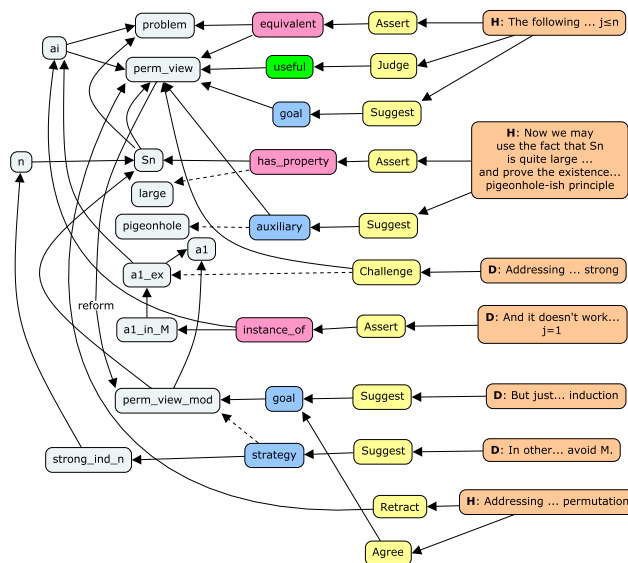 problem
equivalent
Assert
H: The following ... j≤n
ai
perm_view
useful
Judge
goal
Suggest
H: Now we may
use the fact that Sn
is quite large ...
and prove the existence...
pigeonhole-ish principle
n
Sn
has_property
Assert
large
pigeonhole
auxiliary
Suggest
a1
a1_ex
Challenge
D: Addressing ... strong
reform
a1_in_M
instance_of
Assert
D: And it doesn't work...
j=1
perm_view_mod
goal
Suggest
D: But just... induction
strong_ind_n
strategy
Suggest
D: In other... avoid M.
Retract
H: Addressing ... permutation
Agree